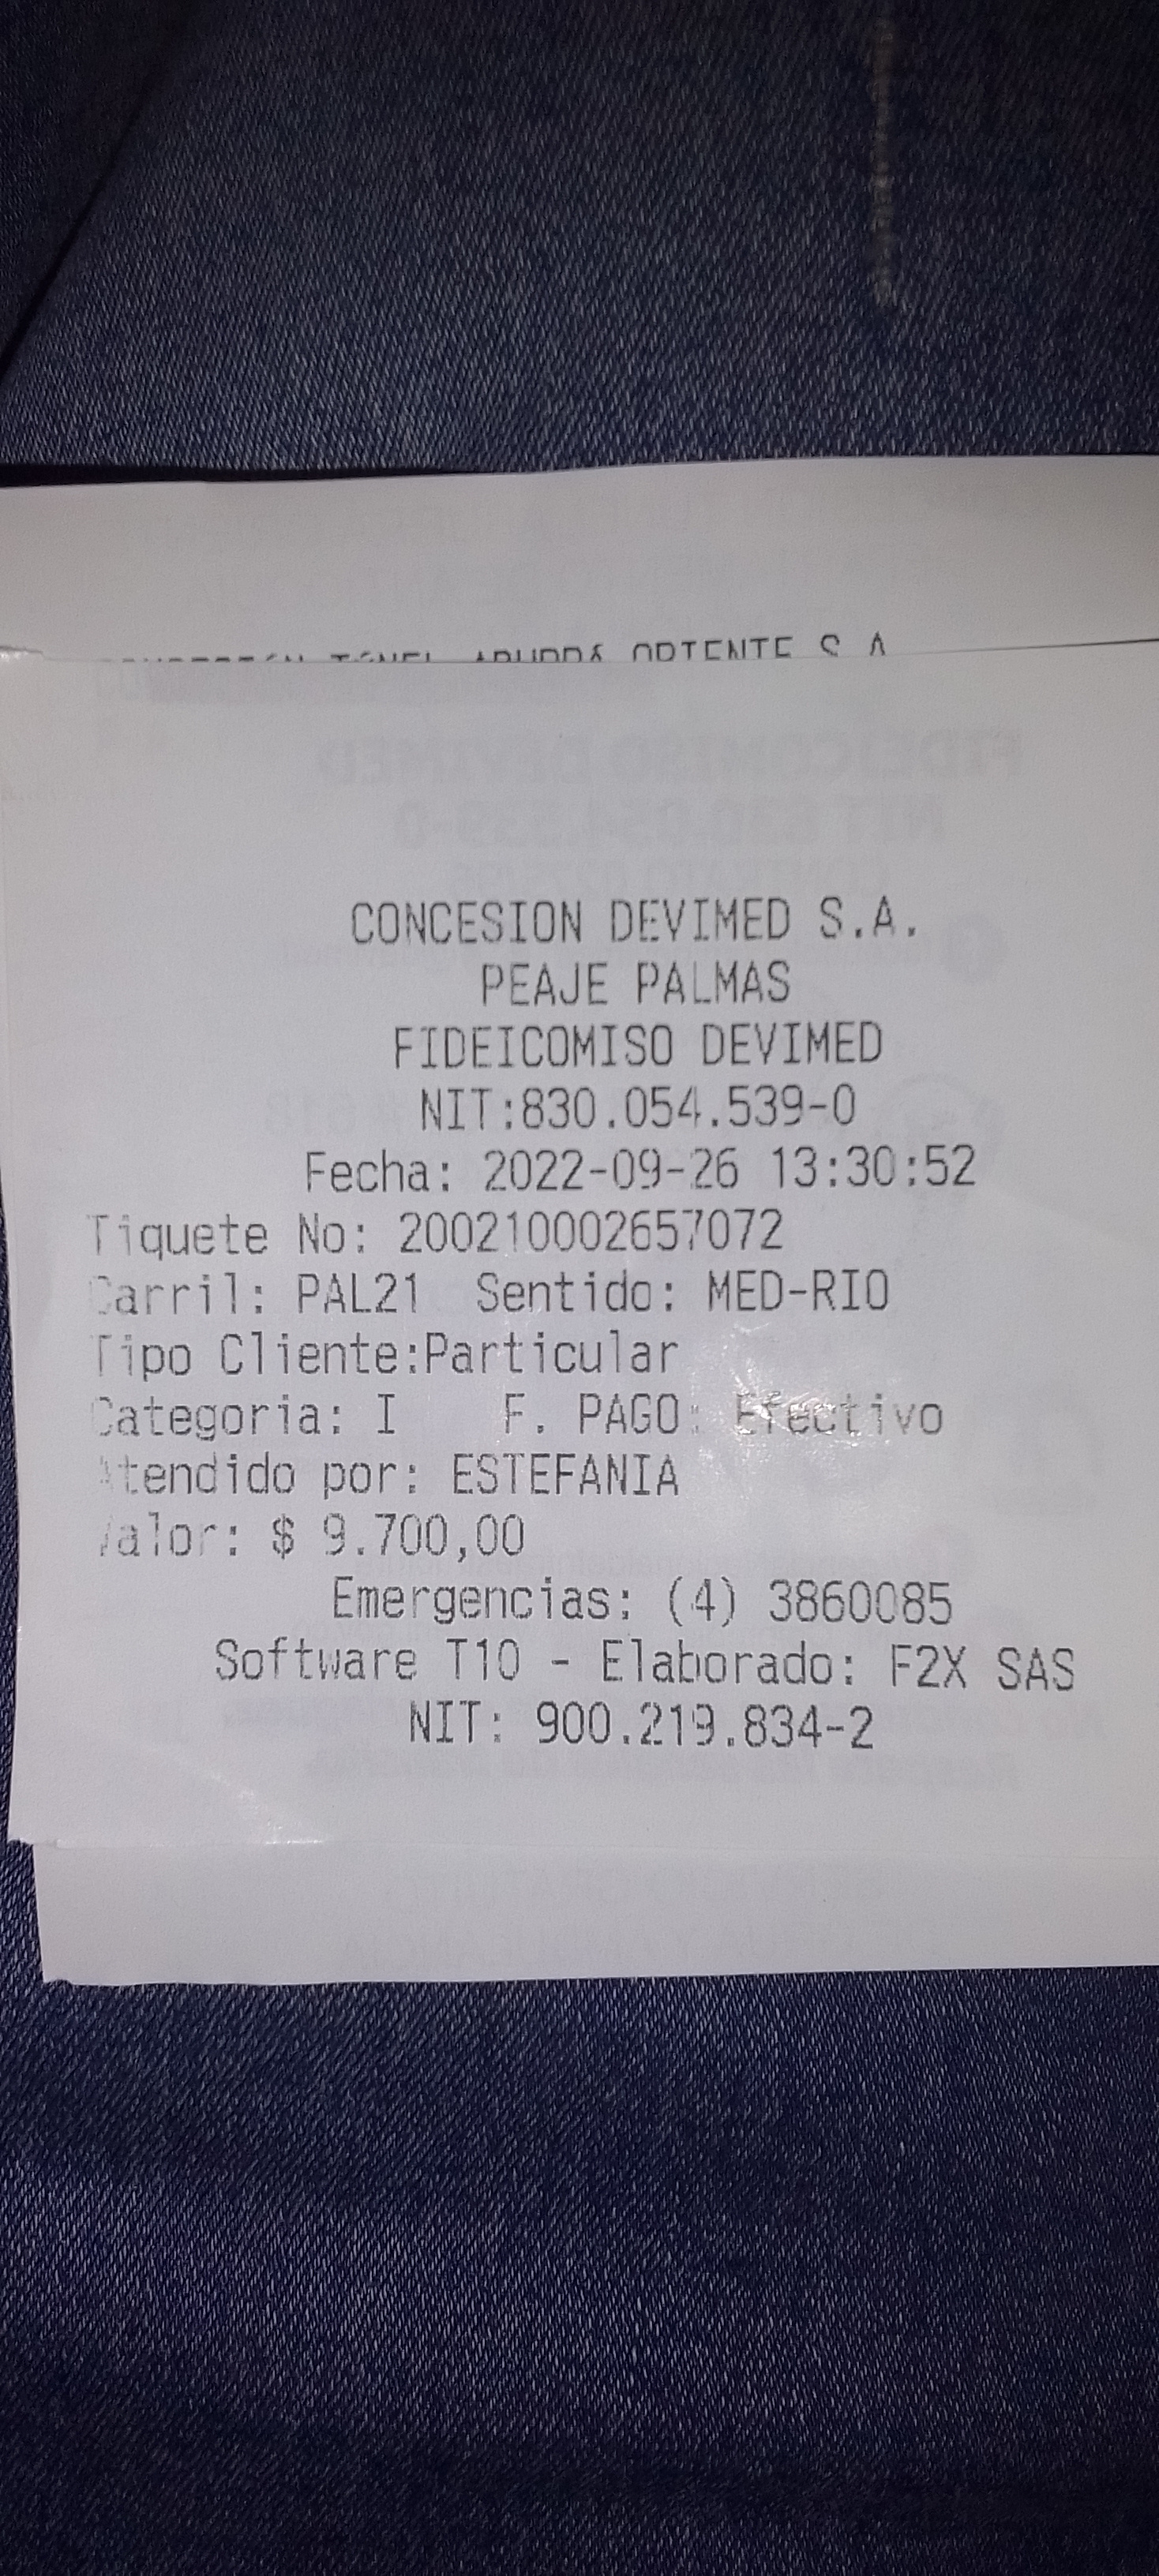 ORIENTE S.A
CONCESION DEVIMED S.A.
PEAJE PALMAS
FIDEICOMISO DEVIMED
NIT:830.054.539-0
Fecha: 2022-09-26 13:30:52
Tiquete No: 200210002657072
Carril: PAL21 Sentido: MED-RIO
Tipo Cliente:Particular
Categoria: I F. PAGO: Efectivo
Atendido por: ESTEFANIA
Valor: $ 9.700,00
Emergencias: (4) 3860085
Software T10 - Elaborado: F2X SAS
NIT: 900.219.834-2